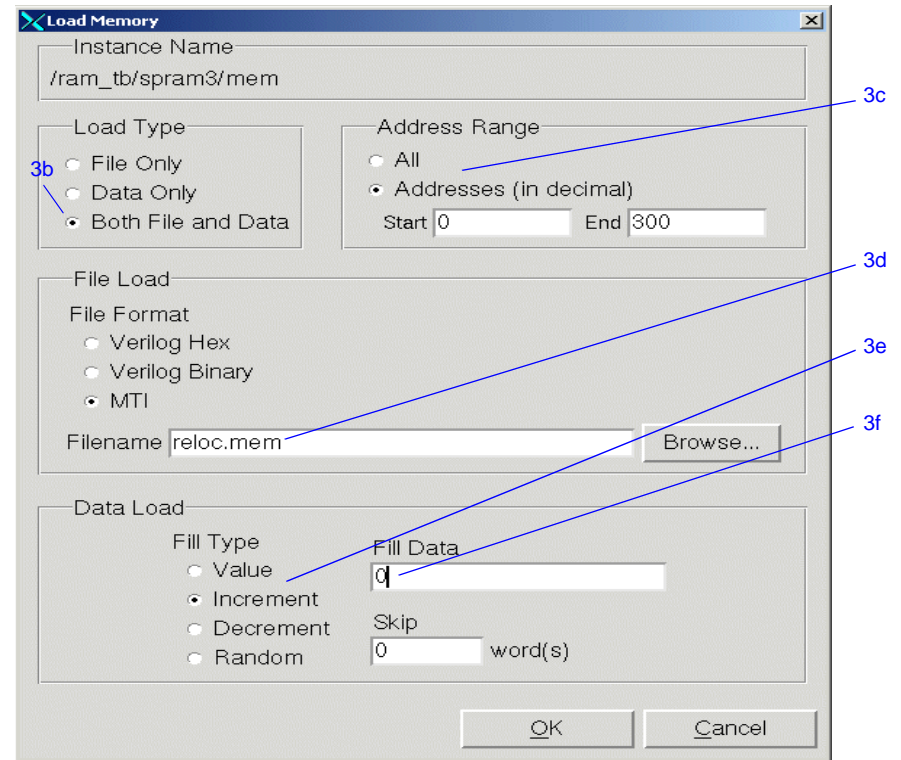 Load Memory
Instance Name
/ram_tb/spram3/mem
3c
Load Type
Address Range
3b
File Only
All
Data Only
Addresses (in decimal)
Both File and Data
Start 0 End 300
3d
File Load
File Format
Verilog Hex
3e
Verilog Binary
MTI
3f
Filename reloc.mem Browse...
Data Load
Fill Type
Fill Data
Value
0
Increment
Decrement
Skip
Random
0 word(s)
OK Cancel